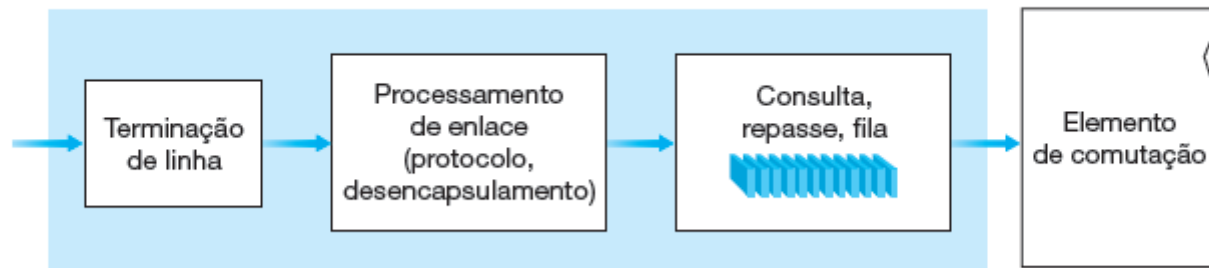 Terminação
de linha
Processamento
de enlace
(protocolo,
desencapsulamento)
Consulta,
repasse, fila
Elemento
de comutação